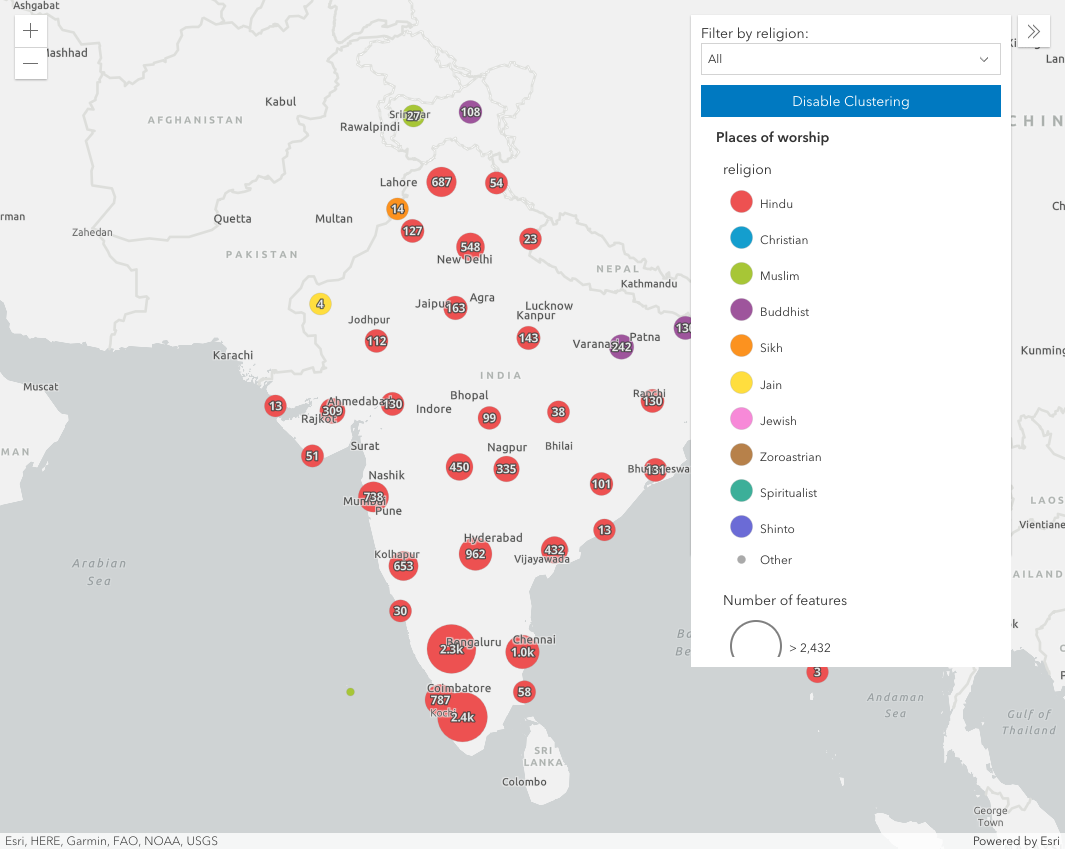 Ashgabat
Mashhad
Kabul
AFGHANISTAN
Srinagar
27
108
Rawalpindi
Lahore
687
54
14
rman
Quetta
Multan
127
Zahedan
548
23
New Delhi
PAKISTAN
NEPAL
Kathmandu
4
Jaipur
163
Agra
Lucknow
Kanpur
Jodhpur
112
143
Varanasi
242
Patna
130
Karachi
INDIA
Muscat
Bhopal
Ranchi
130
13
Ahmedabad
130
309
Rajkot
Indore
99
38
Surat
Nagpur
Bhilai
MAN
51
450
335
Bhubaneswar
131
Nashik
101
738
Mumbai
Pune
13
Hyderabad
962
432
Vijayawada
Kolhapur
653
Arabian
Sea
30
Bengaluru
2.3k
Chennai
1.0k
Coimbatore
787
Kochi
2.4k
58
SRI
LANKA
Colombo
Filter by religion:
All
Disable Clustering
Places of worship
religion
Hindu
Christian
Muslim
Buddhist
Sikh
Jain
Jewish
Zoroastrian
Spiritualist
Shinto
Other
Number of features
> 2,432
Ba
Be
3
Lan
CHIN
Ch
Kunming
LAOS
Vientiane
AILAND
ok
Andaman
Sea
Gulf of
Thailand
George
Town
Esri, HERE, Garmin, FAO, NOAA, USGS
Powered by Esri